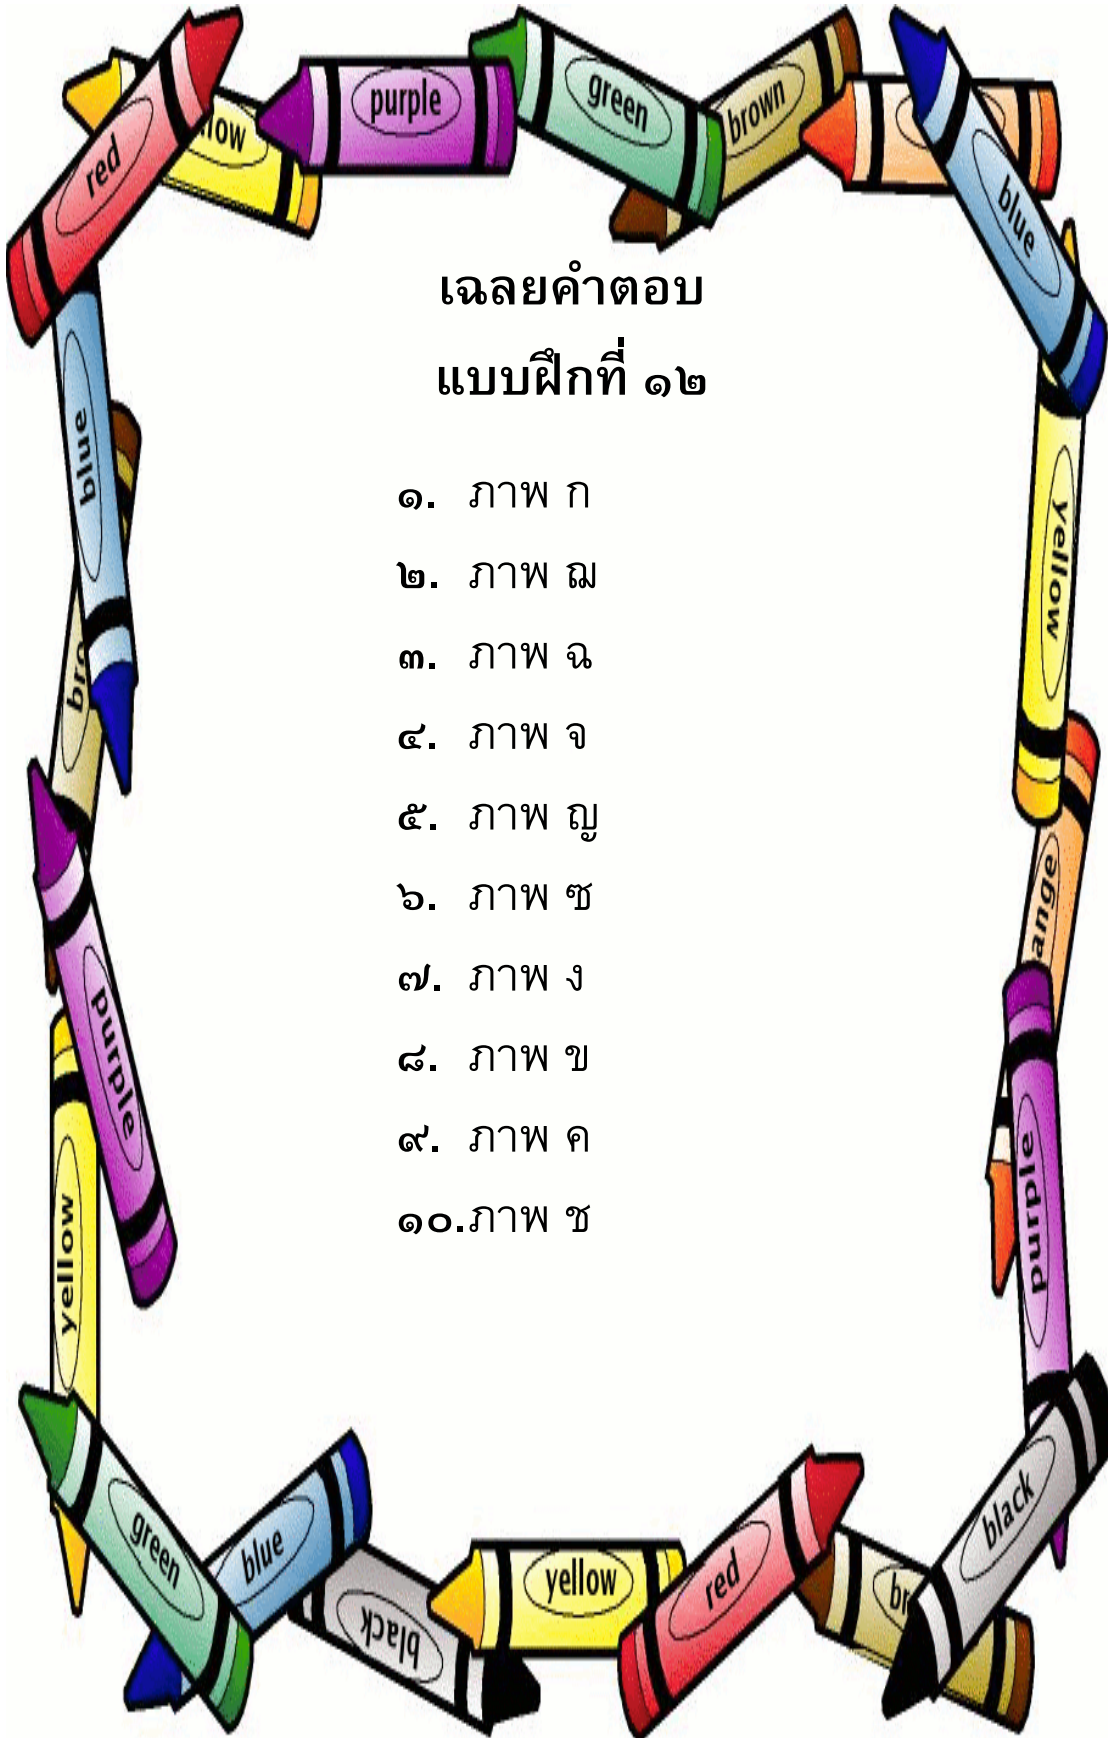 purple
green
brown
yellow
red
blue
เฉลยคำตอบ
แบบฝึกที่ ๑๒
blue
yellow
๑. ภาพ ก
๒. ภาพ ฌ
๓. ภาพ ฉ
๔. ภาพ จ
๕. ภาพ ญ
๖. ภาพ ซ
๗. ภาพ ง
๘. ภาพ ข
๙. ภาพ ค
๑๐.ภาพ ช
bro
ange
purple
purple
yellow
green
blue
black
yellow
red
br
black